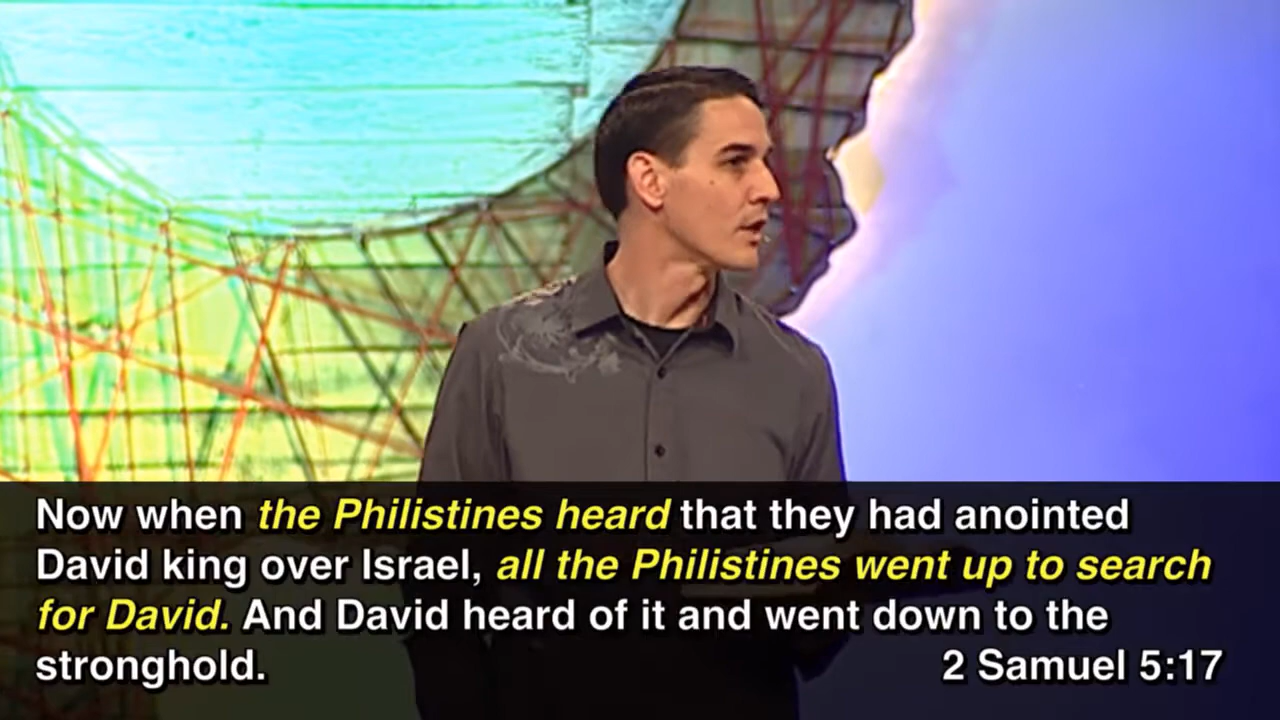 Now when the Philistines heard that they had anointed
David king over Israel, all the Philistines went up to search
for David. And David heard of it and went down to the
stronghold. 2 Samuel 5:17